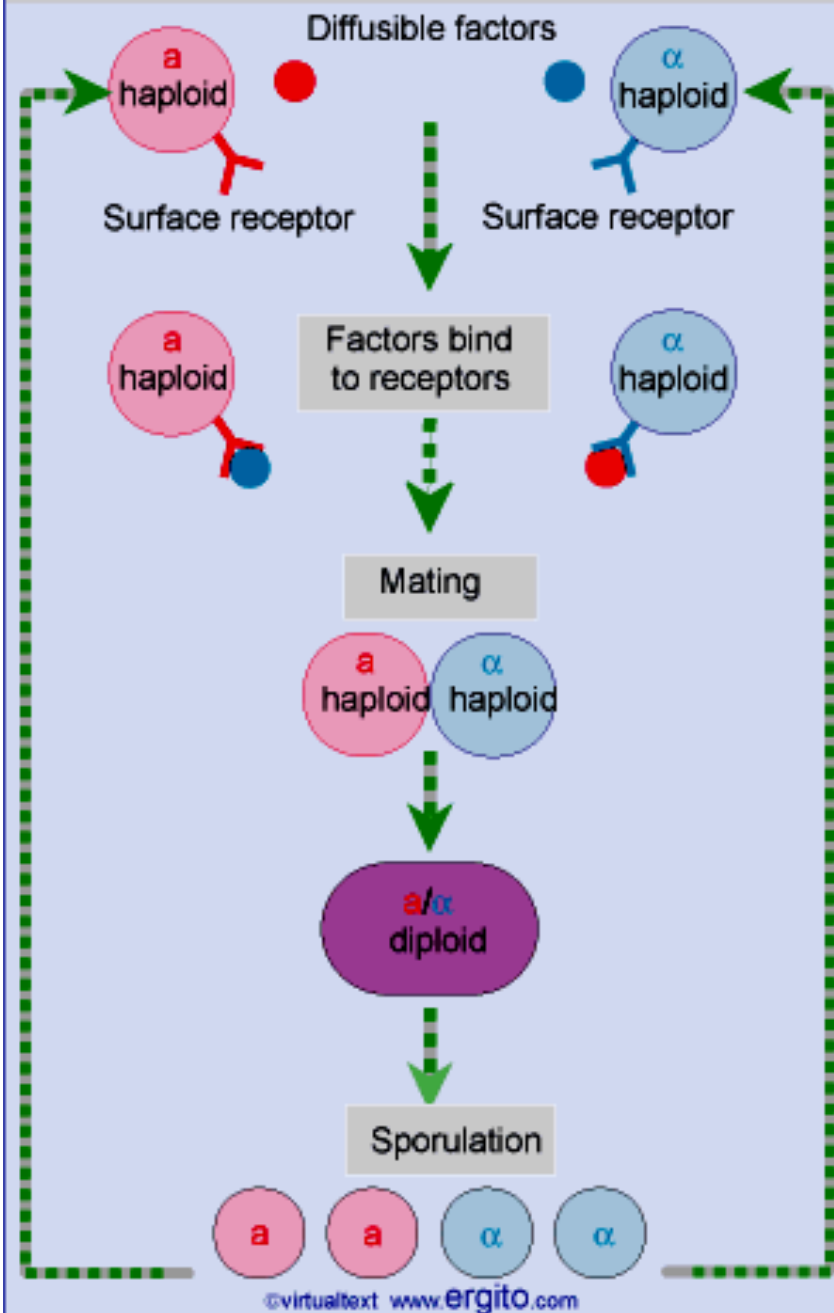 Diffusible factors
a
haploid
α
haploid
Surface receptor
Surface receptor
a
haploid
Factors bind
to receptors
α
haploid
Mating
a
haploid
α
haploid
a/α
diploid
Sporulation
a
a
α
α
©virtualtext www.ergito.com